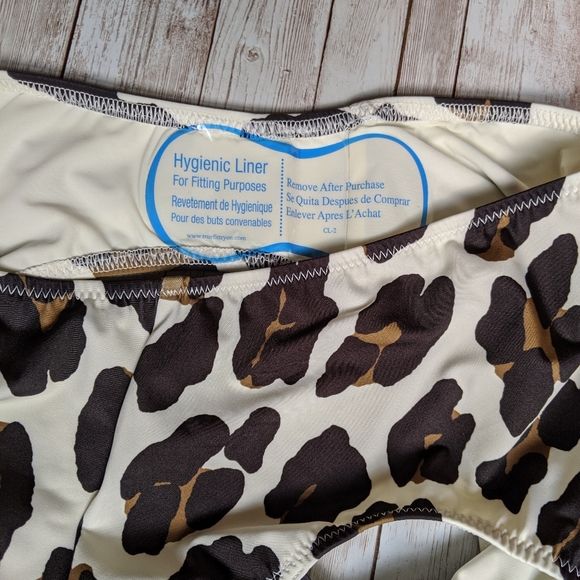 Hygienic Liner
For Fitting Purposes
Revetement de Hygienique
Pour des buts convenables
Remove After Purchase
Se Quita Despues de Comprar
Enlever Apres L'Achat
CL-2